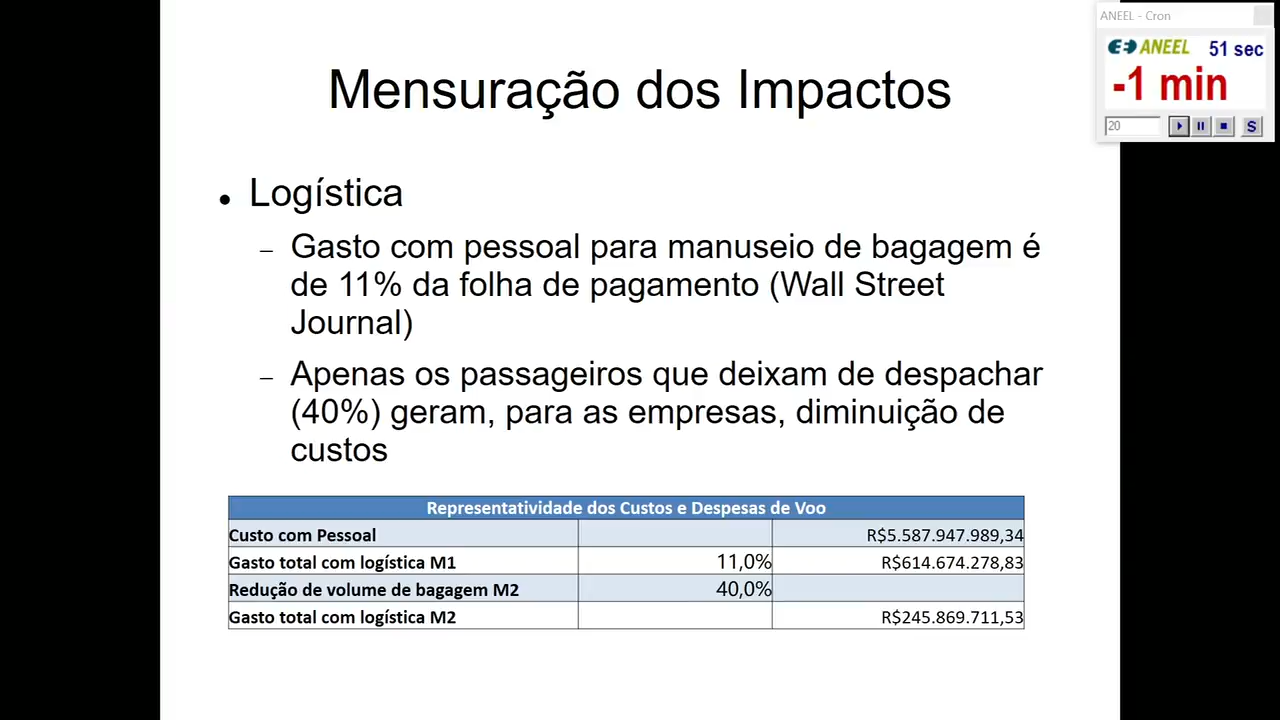 ANEEL - Cron
ANEEL 51 sec
-1 min
20
S
Mensuração dos Impactos
• Logística
– Gasto com pessoal para manuseio de bagagem é
de 11% da folha de pagamento (Wall Street
Journal)
– Apenas os passageiros que deixam de despachar
(40%) geram, para as empresas, diminuição de
custos
Representatividade dos Custos e Despesas de Voo
Custo com Pessoal R$5.587.947.989,34
Gasto total com logística M1 11,0% R$614.674.278,83
Redução de volume de bagagem M2 40,0%
Gasto total com logística M2 R$245.869.711,53